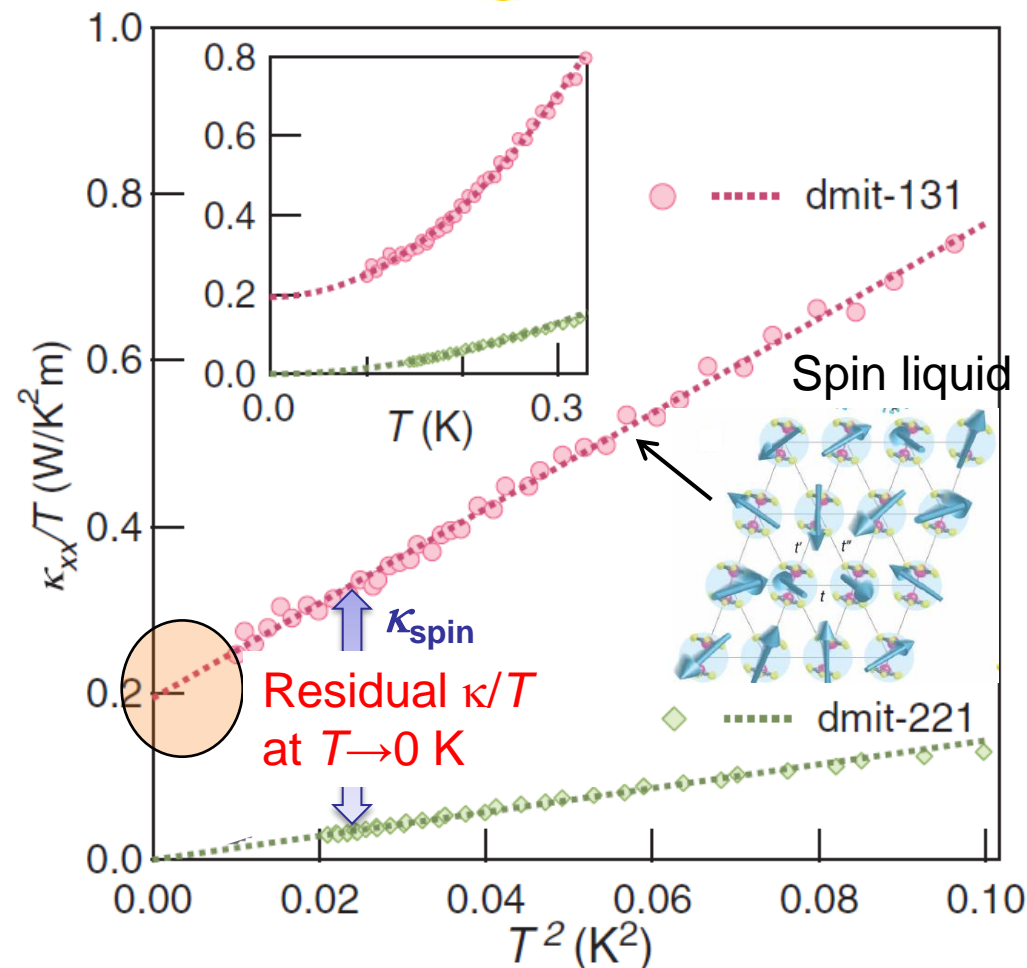 1.0
0.8
0.6
0.4
0.2
0.0
κxx/T (W/K²m)
0.8
0.6
0.4
0.2
0.0
0.0
0.3
T (K)
dmit-131
Spin liquid
t' t''
t
κspin
Residual κ/T
at T→0 K
dmit-221
0.00 0.02 0.04 0.06 0.08 0.10
T ² (K²)